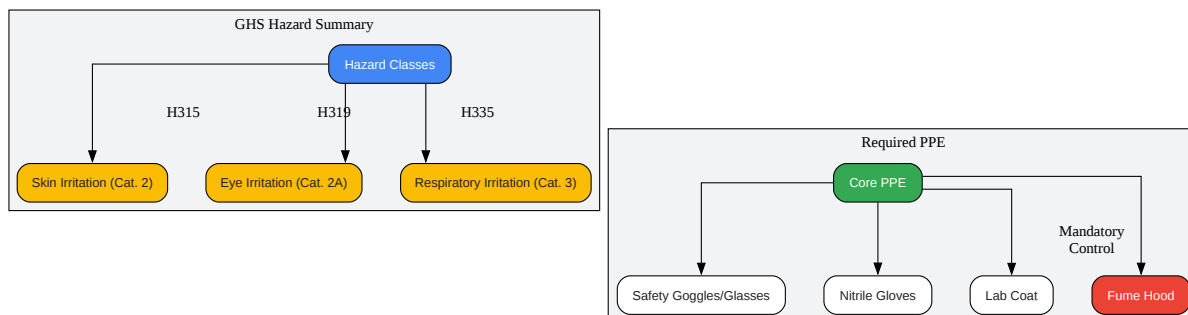 GHS Hazard Summary
Hazard Classes
H315
H319
H335
Skin Irritation (Cat. 2)
Eye Irritation (Cat. 2A)
Respiratory Irritation (Cat. 3)
Required PPE
Core PPE
Mandatory
Control
Safety Goggles/Glasses
Nitrile Gloves
Lab Coat
Fume Hood